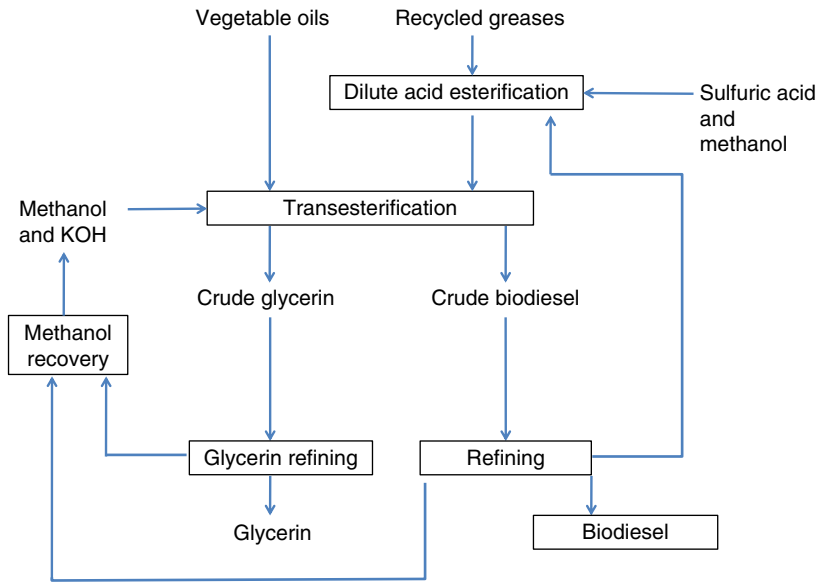 Vegetable oils
Recycled greases
Dilute acid esterification
Sulfuric acid
and
methanol
Transesterification
Methanol
and KOH
Crude glycerin
Crude biodiesel
Methanol
recovery
Glycerin refining
Refining
Glycerin
Biodiesel